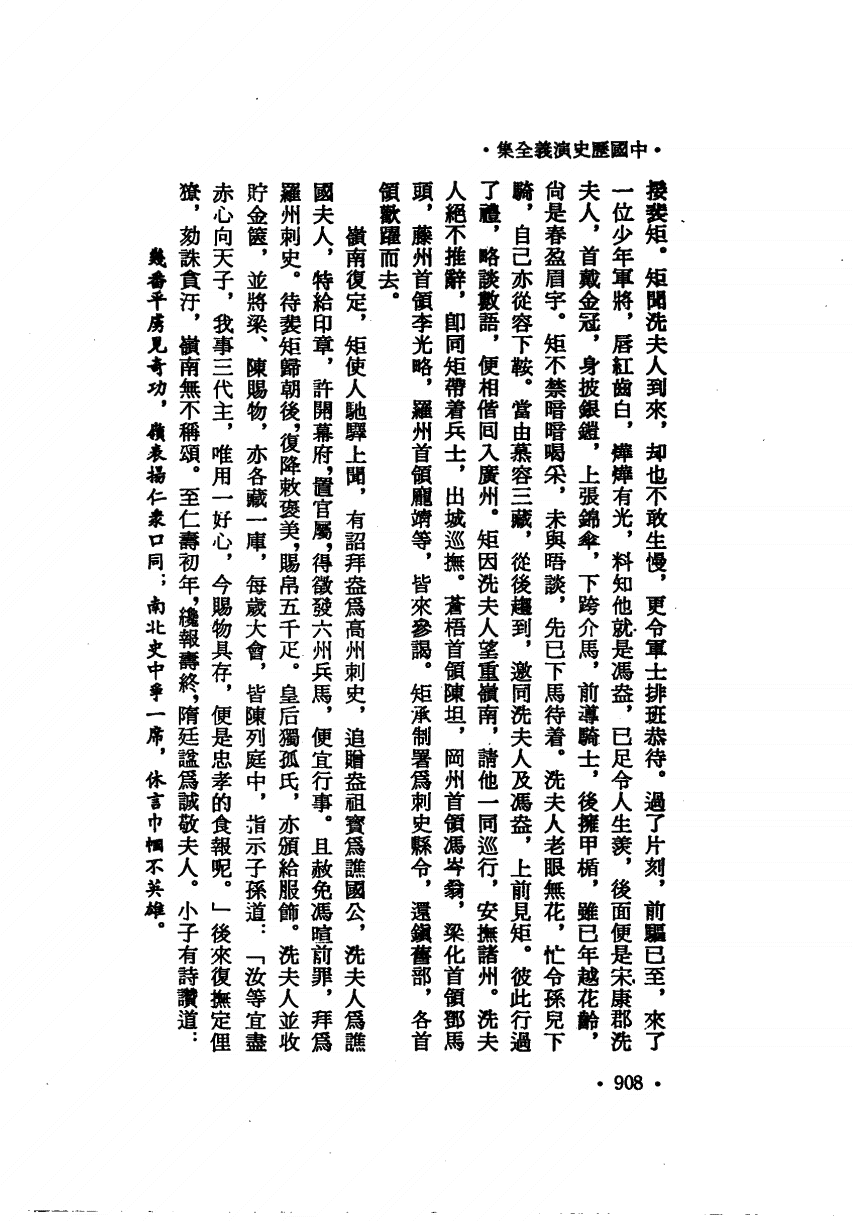 ·中國歷史演義全集·
接裴矩。矩聞洗夫人到來，却也不敢生慢，更令軍士排班恭待。過了片刻，前驅已至，來了
一位少年軍將，唇紅齒白，燁燁有光，料知他就是馮盎，已足令人生羨，後面便是宋康郡洗
夫人，首戴金冠，身披銀鎧，上張錦傘，下跨介馬，前導騎士，後擁甲楯，雖已年越花齡，
尙是春盈眉宇。矩不禁暗暗喝采，未與晤談，先已下馬待着。洗夫人老眼無花，忙令孫兒下
騎，自己亦從容下鞍。當由慕容三藏，從後趨到，邀同洗夫人及馮盎，上前見矩。彼此行過
了禮，略談數語，便相偕囘入廣州。矩因洗夫人望重嶺南，請他一同巡行，安撫諸州。洗夫
人絕不推辭，卽同矩帶着兵士，出城巡撫。蒼梧首領陳坦，岡州首領馮岑翁，梁化首領鄧馬
頭，藤州首領李光略，羅州首領龐靖等，皆來參謁。矩承制署爲刺史縣令，還鎭舊部，各首
領歡躍而去。
嶺南復定，矩使人馳驛上聞，有詔拜盎爲高州刺史，追贈盎祖寶爲譙國公，洗夫人爲譙
國夫人，特給印章，許開幕府，置官屬，得徵發六州兵馬，便宜行事。且赦免馮暄前罪，拜爲
羅州刺史。待裴矩歸朝後，復降敕褒美，賜帛五千疋。皇后獨孤氏，亦頒給服飾。洗夫人並收
貯金篋，並將梁、陳賜物，亦各藏一庫，每歲大會，皆陳列庭中，指示子孫道：「汝等宜盡
赤心向天子，我事三代主，唯用一好心，今賜物具存，便是忠孝的食報呢。」後來復撫定俚
獠，劾誅貪汙，嶺南無不稱頌。至仁壽初年，纔報壽終，隋廷諡爲誠敬夫人。小子有詩讚道：
幾番平虜見奇功，嶺表揚仁衆口同；南北史中爭一席，休言巾幗不英雄。
·908·